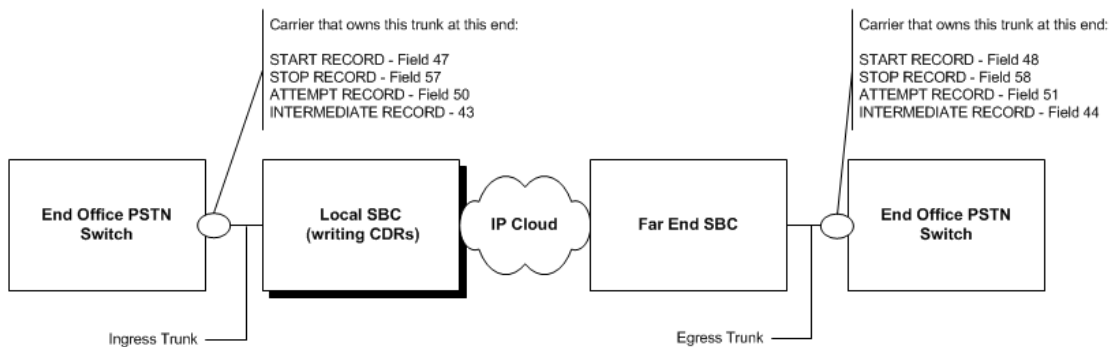 Carrier that owns this trunk at this end:
START RECORD - Field 47
STOP RECORD - Field 57
ATTEMPT RECORD - Field 50
INTERMEDIATE RECORD - 43
Carrier that owns this trunk at this end:
START RECORD - Field 48
STOP RECORD - Field 58
ATTEMPT RECORD - Field 51
INTERMEDIATE RECORD - Field 44
End Office PSTN
Switch
Local SBC
(writing CDRs)
IP Cloud
Far End SBC
End Office PSTN
Switch
Ingress Trunk
Egress Trunk